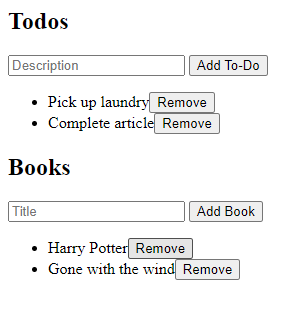 Todos
Description Add To-Do
Pick up laundry Remove
Complete article Remove
Books
Title Add Book
Harry Potter Remove
Gone with the wind Remove